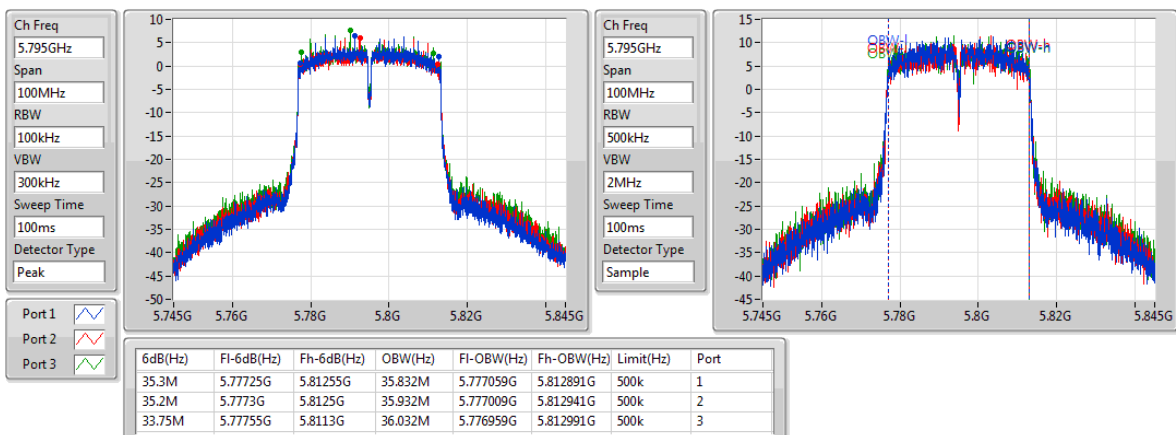 Ch Freq
5.795GHz
Span
100MHz
RBW
100kHz
VBW
300kHz
Sweep Time
100ms
Detector Type
Peak
Port 1
Port 2
Port 3
15
10
5
0
-5
-10
-15
-20
-25
-30
-35
-40
-45
-50
5.745G 5.76G 5.78G 5.8G 5.82G 5.845G
Ch Freq
5.795GHz
Span
100MHz
RBW
500kHz
VBW
2MHz
Sweep Time
100ms
Detector Type
Sample
15
10
5
0
-5
-10
-15
-20
-25
-30
-35
-40
-45
OBW-l
OBW-h
5.745G 5.76G 5.78G 5.8G 5.82G 5.845G
6dB(Hz) Fl-6dB(Hz) Fh-6dB(Hz) OBW(Hz) Fl-OBW(Hz) Fh-OBW(Hz) Limit(Hz) Port
35.3M 5.77725G 5.81255G 35.832M 5.777059G 5.812891G 500k 1
35.2M 5.7773G 5.8125G 35.932M 5.777009G 5.812941G 500k 2
33.75M 5.77755G 5.8113G 36.032M 5.776959G 5.812991G 500k 3